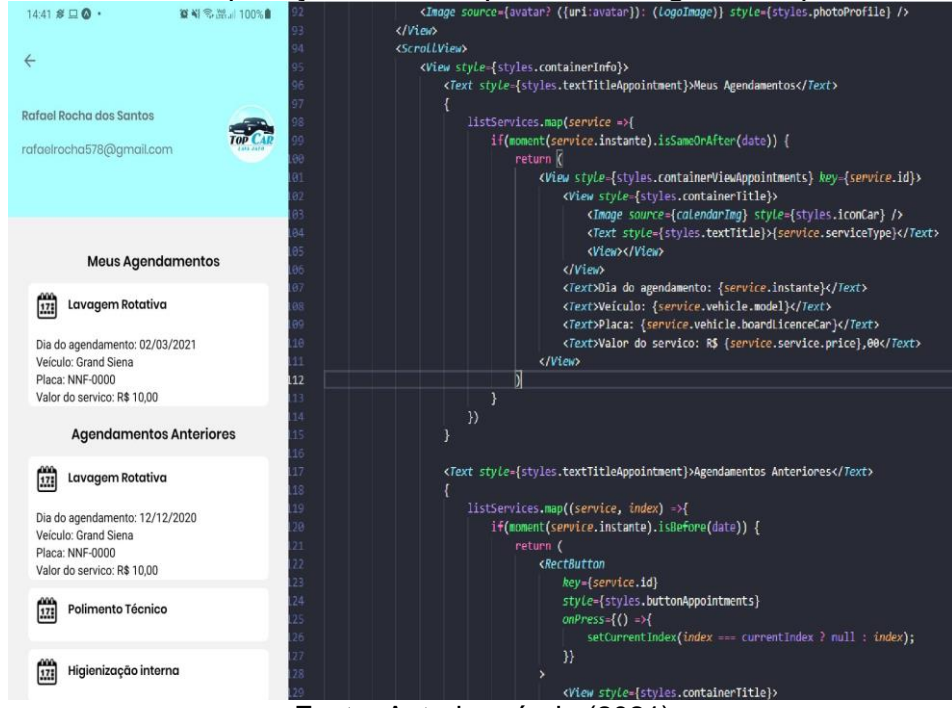 14:41
100%
Rafael Rocha dos Santos
rafaelrocha578@gmail.com
TOP CAR
LAVA JATO
Meus Agendamentos
Lavagem Rotativa
Dia do agendamento: 02/03/2021
Veículo: Grand Siena
Placa: NNF-0000
Valor do servico: R$ 10,00
Agendamentos Anteriores
Lavagem Rotativa
Dia do agendamento: 12/12/2020
Veículo: Grand Siena
Placa: NNF-0000
Valor do servico: R$ 10,00
Polimento Técnico
Higienização interna
92 <Image source={avatar? ({uri:avatar}): (logoImage)} style={styles.photoProfile} />
93 </View>
94 <ScrollView>
95 <View style={styles.containerInfo}>
96 <Text style={styles.textTitleAppointment}>Meus Agendamentos</Text>
97 {
98 listServices.map(service =>{
99 if(moment(service.instante).isSameOrAfter(date)) {
100 return (
101 <View style={styles.containerViewAppointments} key={service.id}>
102 <View style={styles.containerTitle}>
103 <Image source={calendarImg} style={styles.iconCar} />
104 <Text style={styles.textTitle}>{service.serviceType}</Text>
105 <View></View>
106 </View>
107 <Text>Dia do agendamento: {service.instante}</Text>
108 <Text>Veículo: {service.vehicle.model}</Text>
109 <Text>Placa: {service.vehicle.boardLicenceCar}</Text>
110 <Text>Valor do servico: R$ {service.service.price},00</Text>
111 </View>
112 )
113 }
114 })
115 }
116
117 <Text style={styles.textTitleAppointment}>Agendamentos Anteriores</Text>
118 {
119 listServices.map((service, index) =>{
120 if(moment(service.instante).isBefore(date)) {
121 return (
122 <RectButton
123 key={service.id}
124 style={styles.buttonAppointments}
125 onPress={() =>{
126 setCurrentIndex(index === currentIndex ? null : index);
127 }}
128 >
129 <View style={styles.containerTitle}>